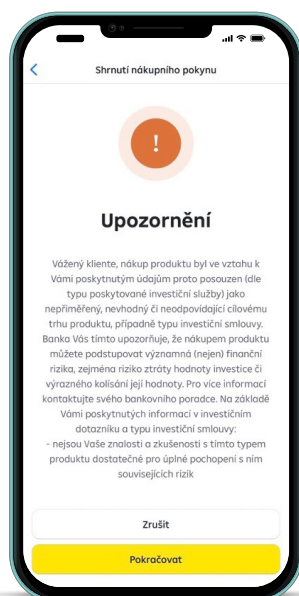 Shrnutí nákupního pokynu
!
Upozornění
Vážený kliente, nákup produktu byl ve vztahu k
Vámi poskytnutým údajům proto posouzen (dle
typu poskytované investiční služby) jako
nepřiměřený, nevhodný či neodpovídající cílovému
trhu produktu, případně typu investiční smlouvy.
Banka Vás tímto upozorňuje, že nákupem produktu
můžete podstupovat významná (nejen) finanční
rizika, zejména riziko ztráty hodnoty investice či
výrazného kolísání její hodnoty. Pro více informací
kontaktujte svého bankovního poradce. Na základě
Vámi poskytnutých informací v investičním
dotazníku a typu investiční smlouvy:
- nejsou Vaše znalosti a zkušenosti s tímto typem
produktu dostatečné pro úplné pochopení s ním
souvisejících rizik
Zrušit
Pokračovat